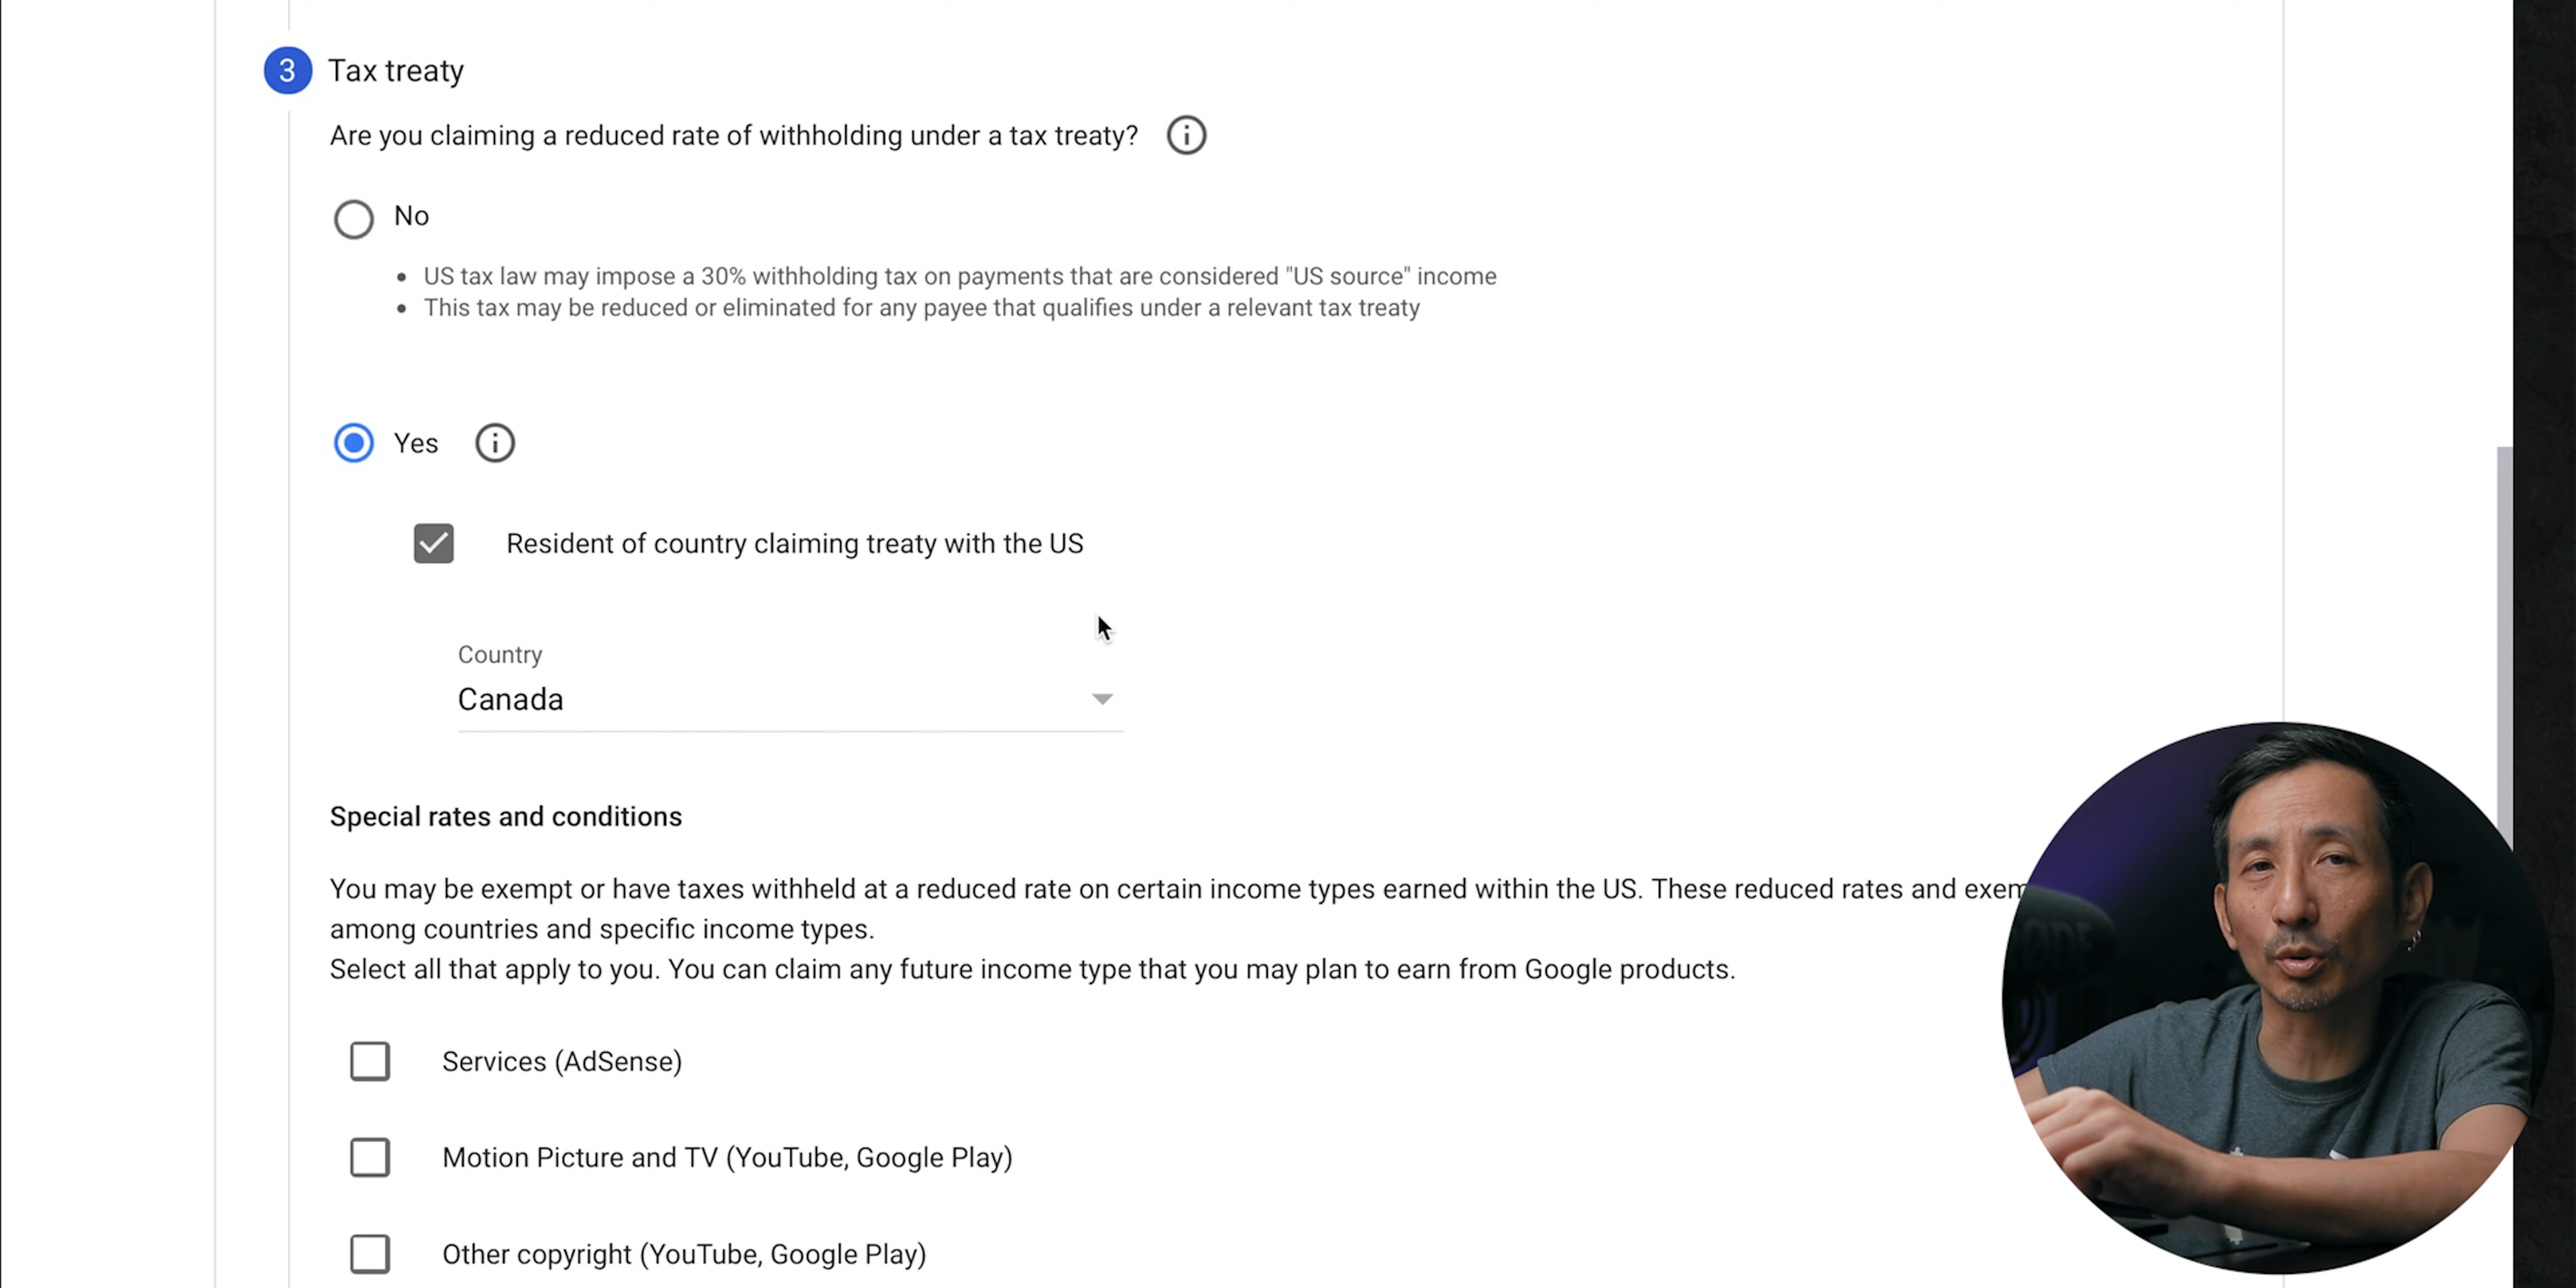 3 Tax treaty
Are you claiming a reduced rate of withholding under a tax treaty?
No
• US tax law may impose a 30% withholding tax on payments that are considered "US source" income
• This tax may be reduced or eliminated for any payee that qualifies under a relevant tax treaty
Yes
Resident of country claiming treaty with the US
Country
Canada
Special rates and conditions
You may be exempt or have taxes withheld at a reduced rate on certain income types earned within the US. These reduced rates and
among countries and specific income types.
Select all that apply to you. You can claim any future income type that you may plan to earn from Google products.
Services (AdSense)
Motion Picture and TV (YouTube, Google Play)
Other copyright (YouTube, Google Play)